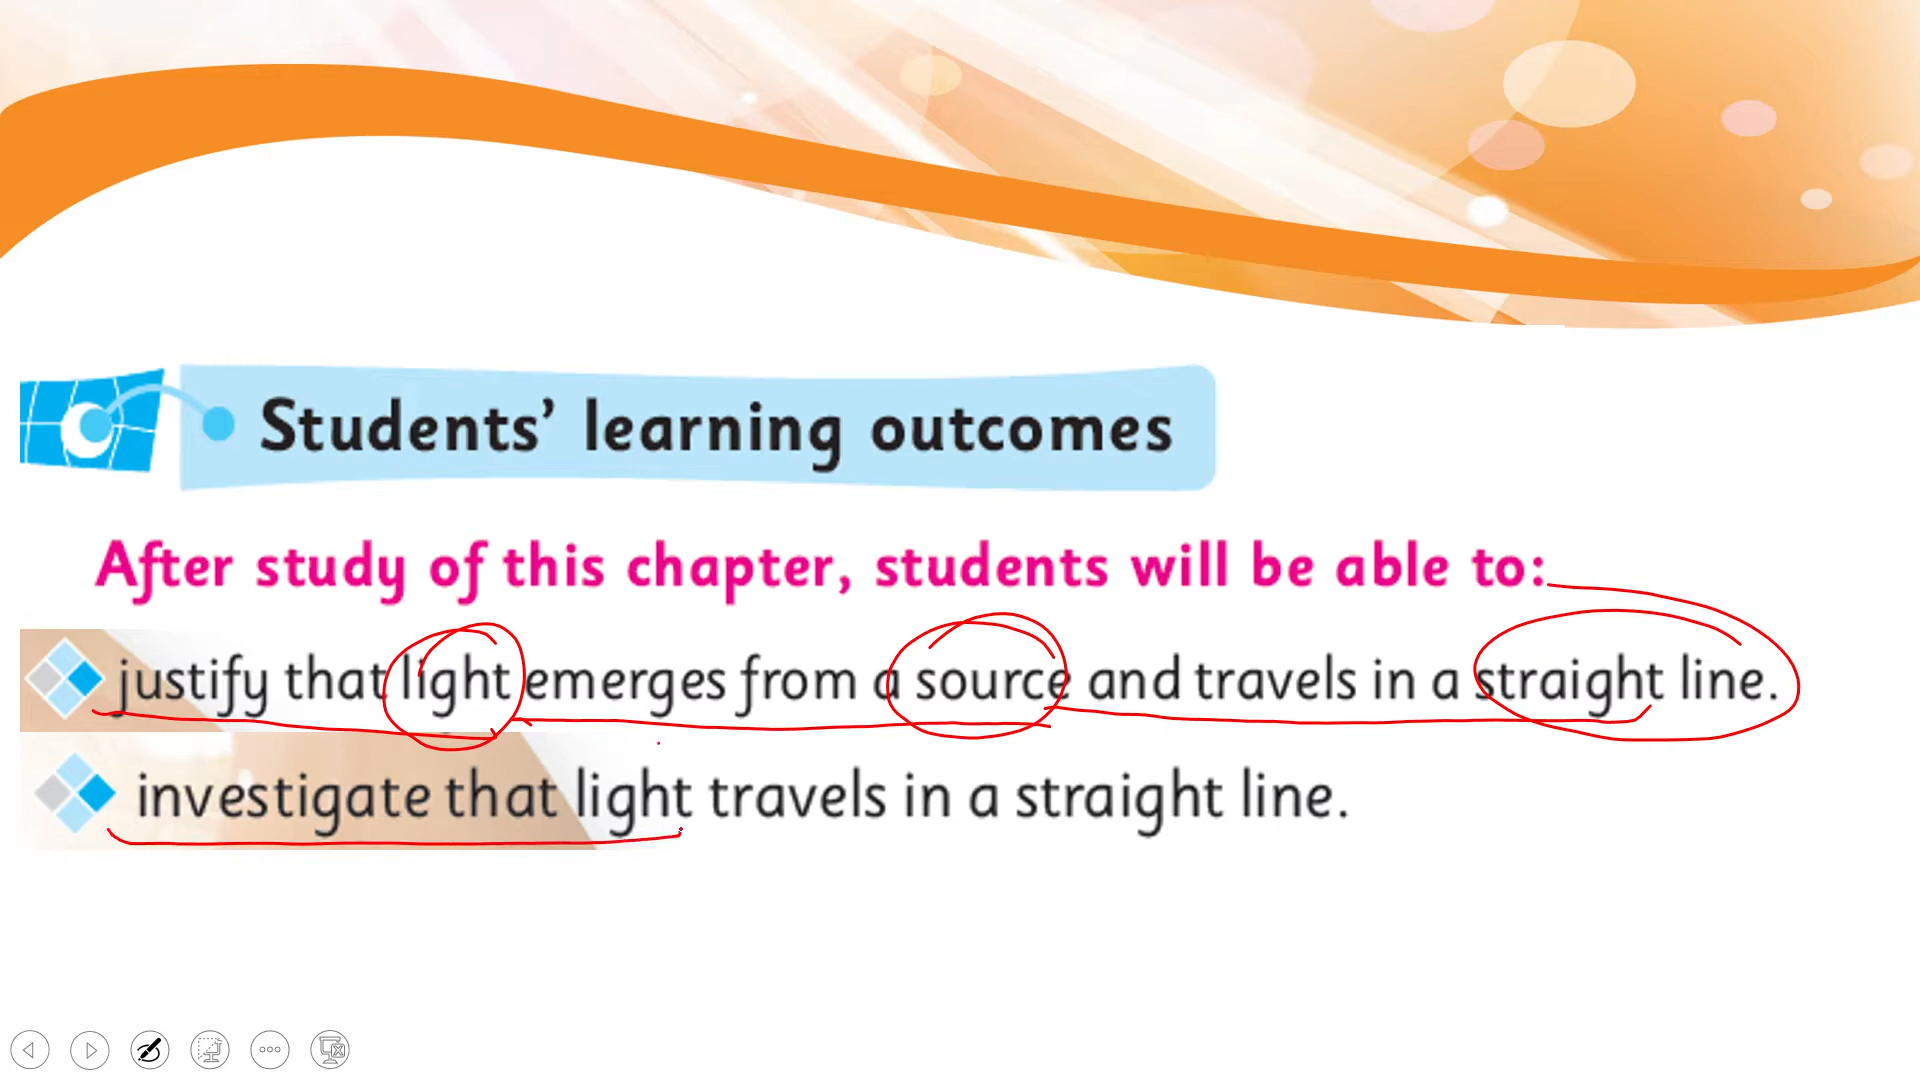 Students’ learning outcomes
After study of this chapter, students will be able to:
justify that light emerges from a source and travels in a straight line.
investigate that light travels in a straight line.